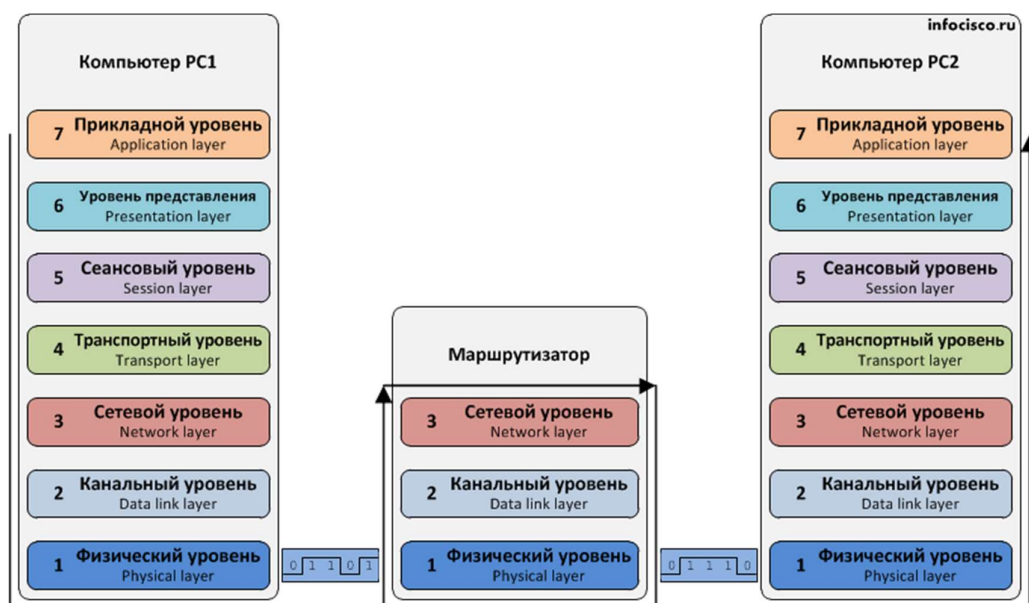 infocisco.ru
Компьютер PC1
7 Прикладной уровень
Application layer
6 Уровень представления
Presentation layer
5 Сеансовый уровень
Session layer
4 Транспортный уровень
Transport layer
3 Сетевой уровень
Network layer
2 Канальный уровень
Data link layer
1 Физический уровень
Physical layer
0 1 1 0 1
Маршрутизатор
3 Сетевой уровень
Network layer
2 Канальный уровень
Data link layer
1 Физический уровень
Physical layer
0 1 1 1 0
Компьютер PC2
7 Прикладной уровень
Application layer
6 Уровень представления
Presentation layer
5 Сеансовый уровень
Session layer
4 Транспортный уровень
Transport layer
3 Сетевой уровень
Network layer
2 Канальный уровень
Data link layer
1 Физический уровень
Physical layer